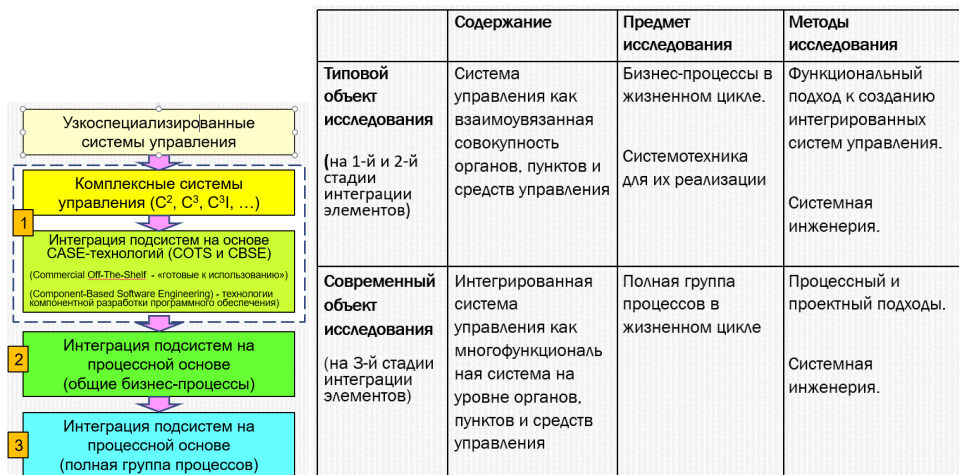 Узкоспециализированные
системы управления
1
Комплексные системы
управления (C², C³, C³I, ...)
Интеграция подсистем на основе
CASE-технологий (COTS и CBSE)
(Commercial Off-The-Shelf - «готовые к использованию»)
(Component-Based Software Engineering) - технологии
компонентной разработки программного обеспечения)
2
Интеграция подсистем на
процессной основе
(общие бизнес-процессы)
3
Интеграция подсистем на
процессной основе
(полная группа процессов)
Содержание
Предмет
исследования
Методы
исследования
Типовой
объект
исследования
(на 1-й и 2-й
стадии
интеграции
элементов)
Система
управления как
взаимоувязанная
совокупность
органов, пунктов и
средств управления
Бизнес-процессы в
жизненном цикле.
Системотехника
для их реализации
Функциональный
подход к созданию
интегрированных
систем управления.
Системная
инженерия.
Современный
объект
исследования
(на 3-й стадии
интеграции
элементов)
Интегрированная
система
управления как
многофункциональ
ная система на
уровне органов,
пунктов и средств
управления
Полная группа
процессов в
жизненном цикле
Процессный и
проектный подходы.
Системная
инженерия.